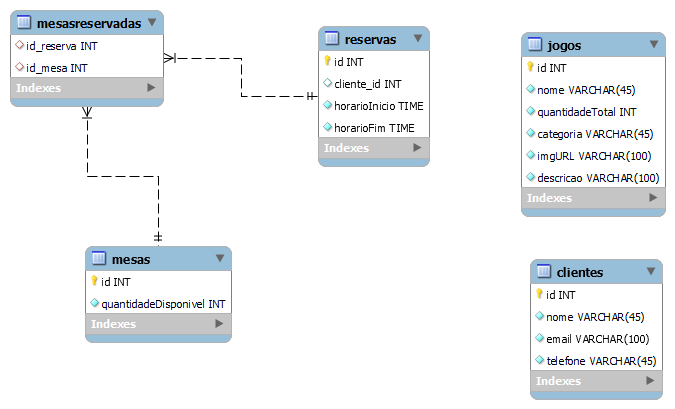 mesasreservadas
id_reserva INT
id_mesa INT
Indexes
reservas
id INT
cliente_id INT
horarioInicio TIME
horarioFim TIME
Indexes
jogos
id INT
nome VARCHAR(45)
quantidadeTotal INT
categoria VARCHAR(45)
imgURL VARCHAR(100)
descricao VARCHAR(100)
Indexes
mesas
id INT
quantidadeDisponivel INT
Indexes
clientes
id INT
nome VARCHAR(45)
email VARCHAR(100)
telefone VARCHAR(45)
Indexes